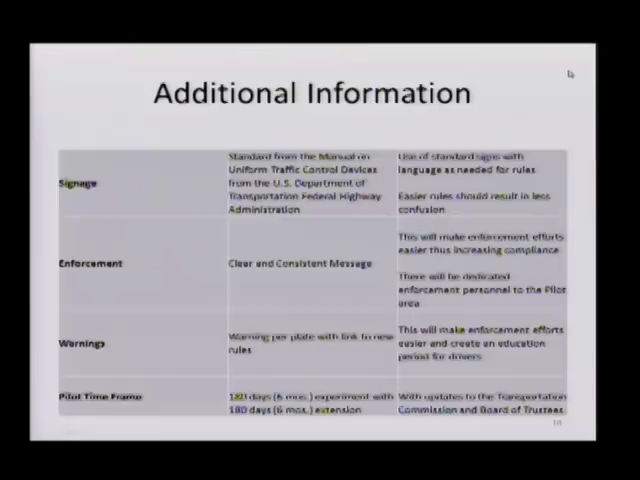 Additional Information
Signage
Standard from the Manual on
Uniform Traffic Control Devices
from the U.S. Department of
Transportation Federal Highway
Administration
Use of standard signs with
language as needed for rules
Easier rules should result in less
confusion
Enforcement
Clear and Consistent Message
This will make enforcement efforts
easier thus increasing compliance
There will be dedicated
enforcement personnel to the Pilot
area
Warnings
Warning per plate with link to new
rules
This will make enforcement efforts
easier and create an education
period for drivers
Pilot Time Frame
180 days (6 mos.) experiment with
180 days (6 mos.) extension
With updates to the Transportation
Commission and Board of Trustees